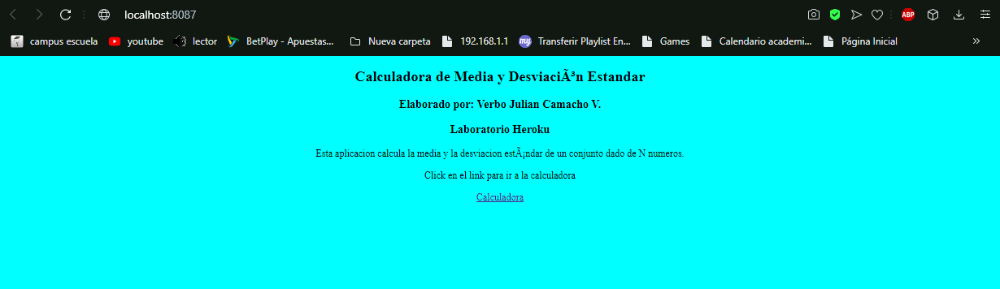 localhost:8087
ABP
campus escuela youtube lector BetPlay - Apuestas... Nueva carpeta 192.168.1.1 my Transferir Playlist En... Games Calendario academi... Página Inicial »
Calculadora de Media y DesviaciÃ³n Estandar
Elaborado por: Verbo Julian Camacho V.
Laboratorio Heroku
Esta aplicacion calcula la media y la desviacion estÃ¡ndar de un conjunto dado de N numeros.
Click en el link para ir a la calculadora
Calculadora